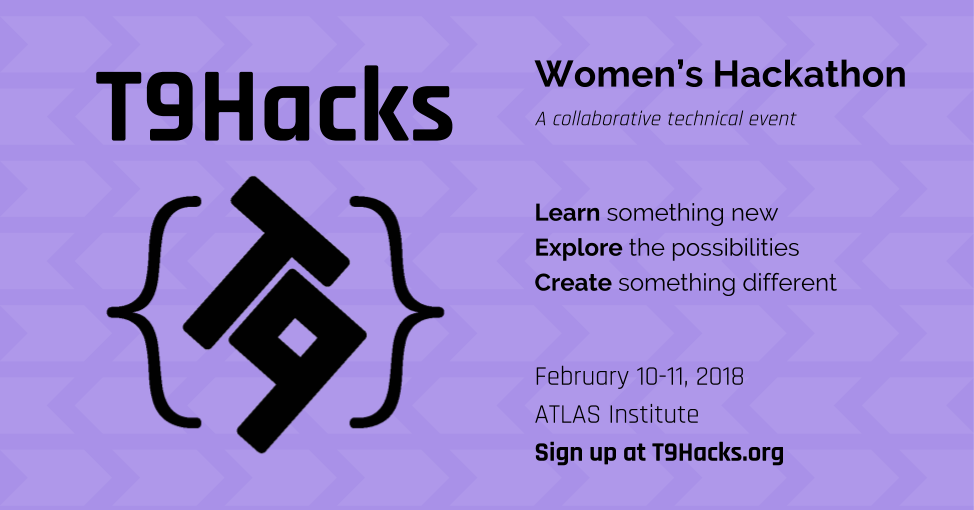 T9Hacks
{T9}
Women's Hackathon
A collaborative technical event
Learn something new
Explore the possibilities
Create something different
February 10-11, 2018
ATLAS Institute
Sign up at T9Hacks.org